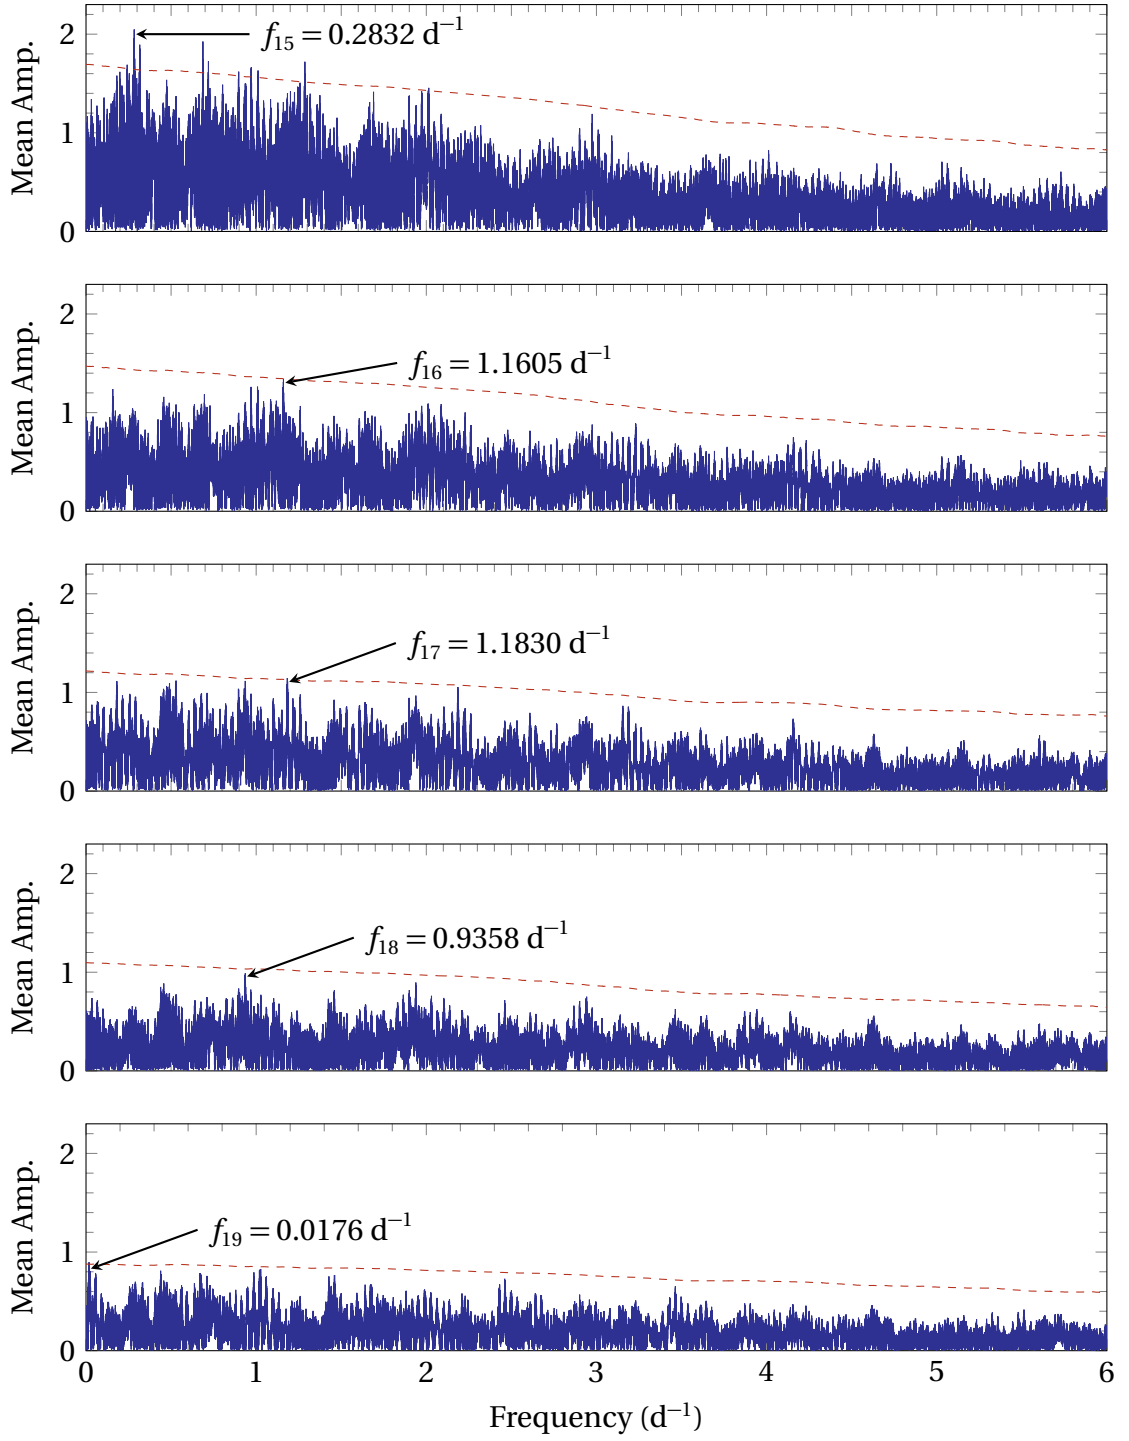 Mean Amp.
2
1
0
f15 = 0.2832 d−1
Mean Amp.
2
1
0
f16 = 1.1605 d−1
Mean Amp.
2
1
0
f17 = 1.1830 d−1
Mean Amp.
2
1
0
f18 = 0.9358 d−1
Mean Amp.
2
1
0
f19 = 0.0176 d−1
0 1 2 3 4 5 6
Frequency (d−1)